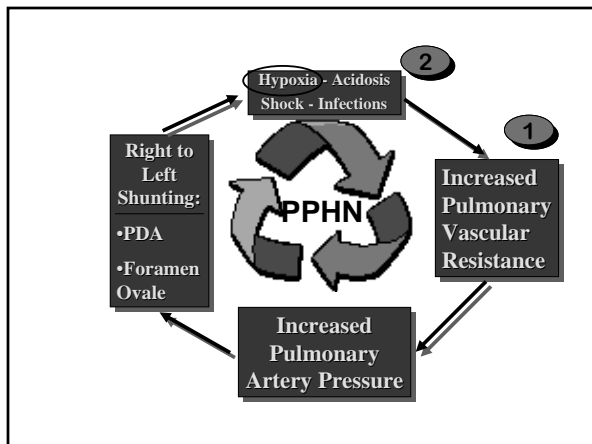 2
Hypoxia - Acidosis
Shock - Infections
1
Right to
Left
Shunting:
•PDA
•Foramen
Ovale
PPHN
Increased
Pulmonary
Vascular
Resistance
Increased
Pulmonary
Artery Pressure